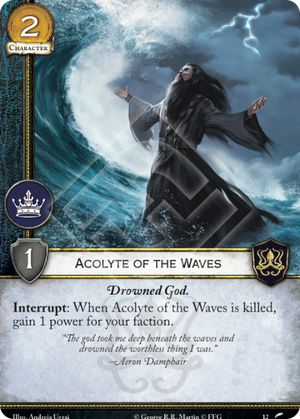 2
Character
1
Acolyte of the Waves
Drowned God.
Interrupt: When Acolyte of the Waves is killed,
gain 1 power for your faction.
"The god took me deep beneath the waves and
drowned the worthless thing I was."
–Aeron Damphair
Illus. Andreia Ugrai
© George R.R. Martin © FFG
12